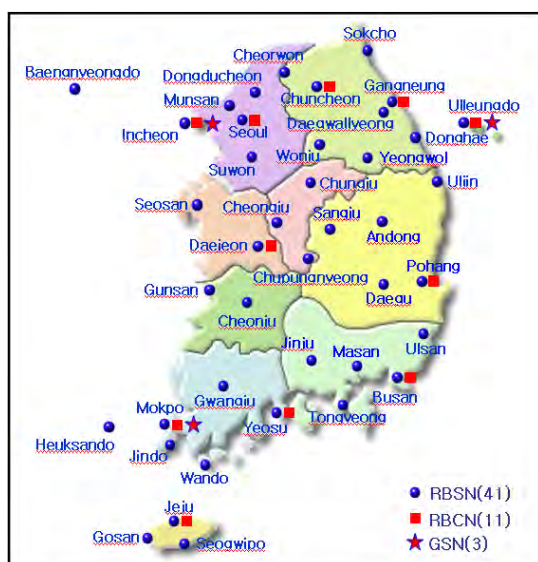 Sokcho
Cheorwon
Baengnyeongdo
Dongducheon
Munsan
Chuncheon
Gangneung
Ulleungdo
Incheon
Seoul
Daegwallyeong
Donghae
Wonju
Yeongwol
Suwon
Chungju
Uljin
Seosan
Cheongju
Sangju
Andong
Daejeon
Chupungnyeong
Pohang
Gunsan
Daegu
Cheonju
Ulsan
Jinju
Masan
Gwangju
Busan
Mokpo
Yeosu
Tongyeong
Heuksando
Jindo
Wando
Jeju
Gosan
Seogwipo
RBSN(41)
RBCN(11)
GSN(3)